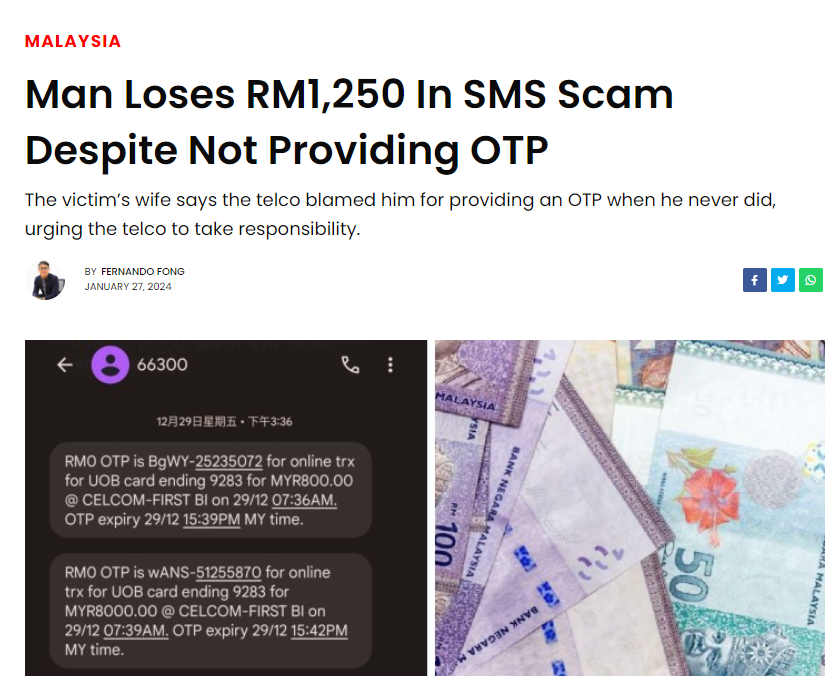 MALAYSIA
Man Loses RM1,250 In SMS Scam
Despite Not Providing OTP
The victim's wife says the telco blamed him for providing an OTP when he never did,
urging the telco to take responsibility.
BY FERNANDO FONG
JANUARY 27, 2024
66300
12月29日星期五 • 下午3:36
RM0 OTP is BgWY-25235072 for online trx
for UOB card ending 9283 for MYR800.00
@ CELCOM-FIRST BI on 29/12 07:36AM.
OTP expiry 29/12 15:39PM MY time.
RM0 OTP is wANS-51255870 for online
trx for UOB card ending 9283 for
MYR8000.00 @ CELCOM-FIRST BI on
29/12 07:39AM. OTP expiry 29/12 15:42PM
MY time.
MALAYSIA
BANK NEGARA MALAYSIA
RM 100
50
BANK NEGARA M